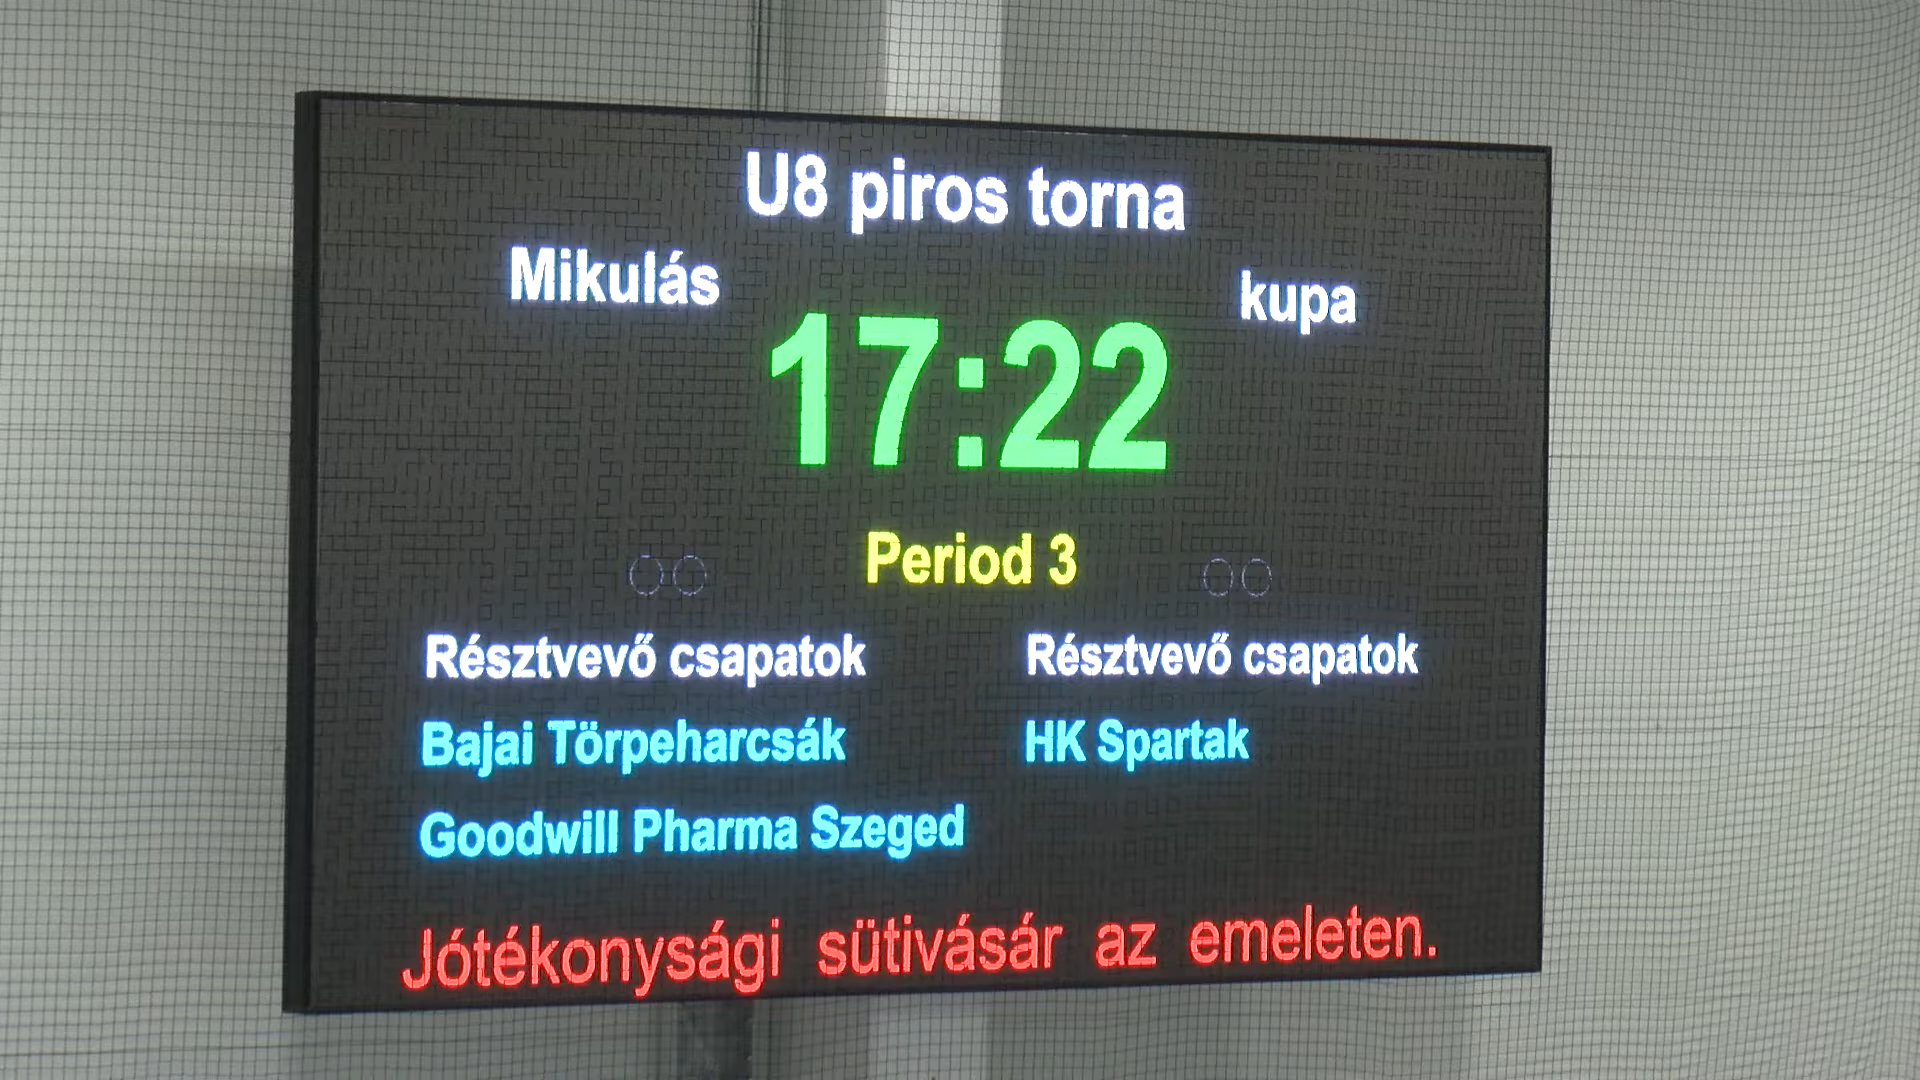 U8 piros torna
Mikulás kupa
17:22
Period 3
Résztvevő csapatok Résztvevő csapatok
Bajai Törpeharcsák HK Spartak
Goodwill Pharma Szeged
Jótékonysági sütivásár az emeleten.